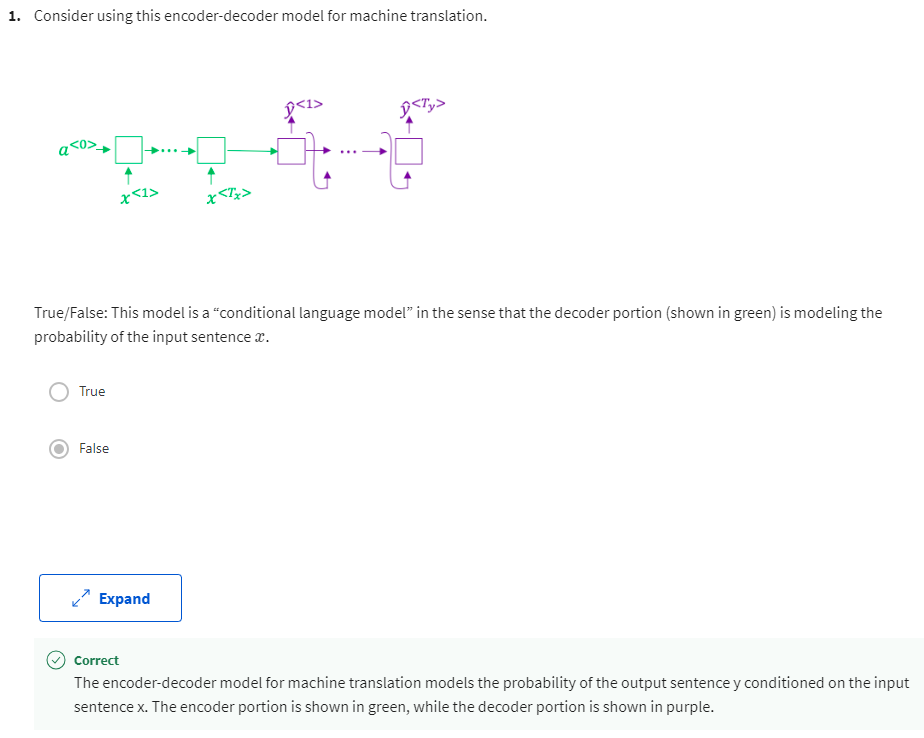 1. Consider using this encoder-decoder model for machine translation.
ŷ<1> ŷ<Ty>
a<0>
x<1> x<Tx>
True/False: This model is a “conditional language model” in the sense that the decoder portion (shown in green) is modeling the
probability of the input sentence x.
True
False
Expand
Correct
The encoder-decoder model for machine translation models the probability of the output sentence y conditioned on the input
sentence x. The encoder portion is shown in green, while the decoder portion is shown in purple.